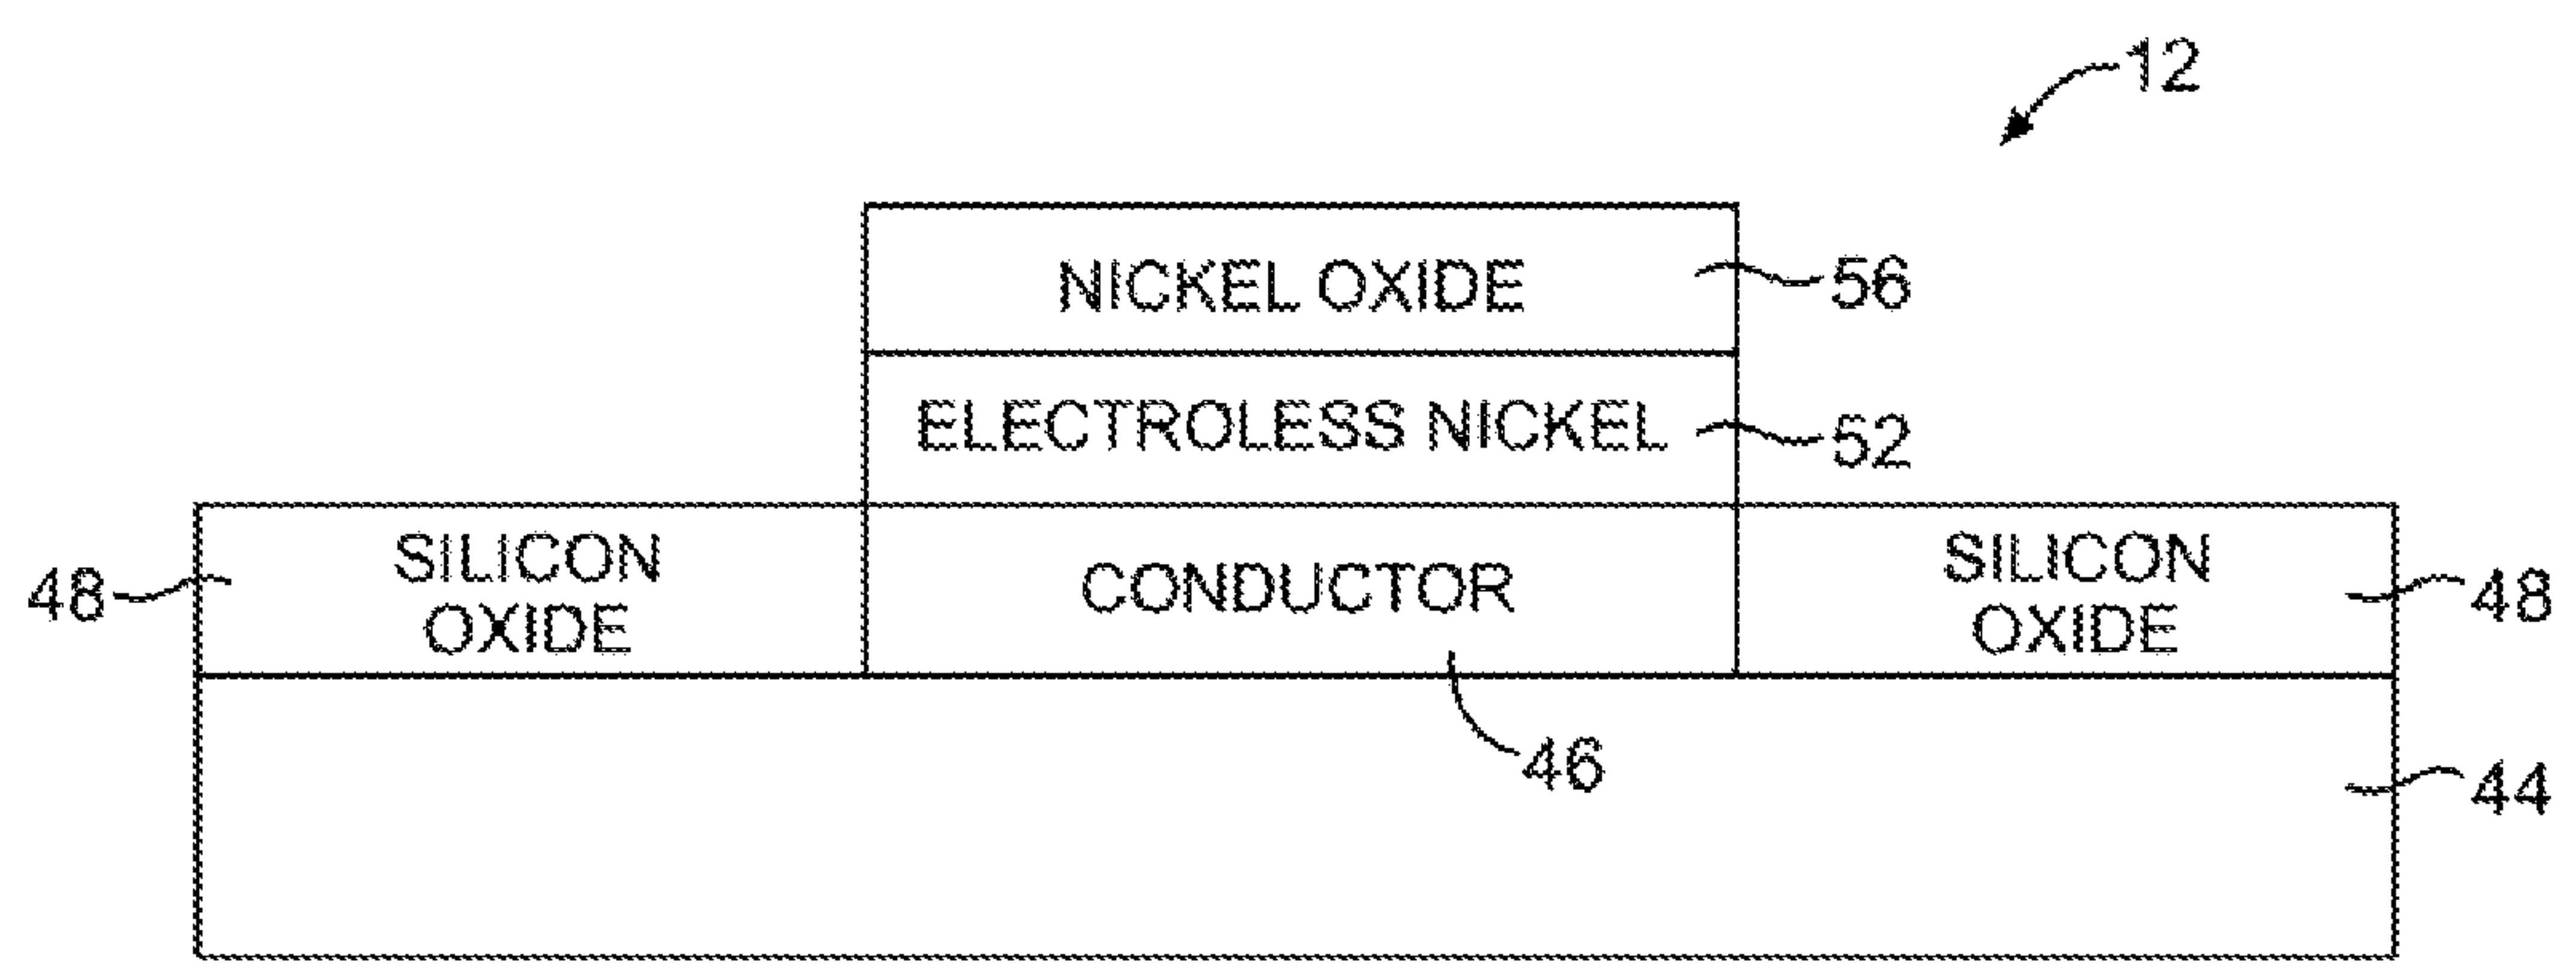 12
NICKEL OXIDE
56
ELECTROLESS NICKEL
52
48
SILICON
OXIDE
CONDUCTOR
SILICON
OXIDE
48
46
44